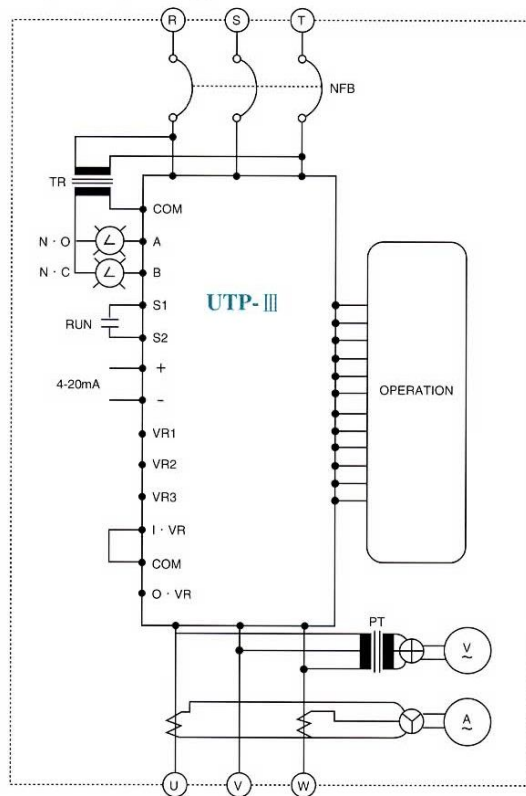 R S T
NFB
TR
COM
N · O A
N · C B
S1
RUN
S2
UTP-Ⅲ
+
4-20mA
−
OPERATION
VR1
VR2
VR3
I · VR
COM
O · VR
PT
V
~
A
~
U V W